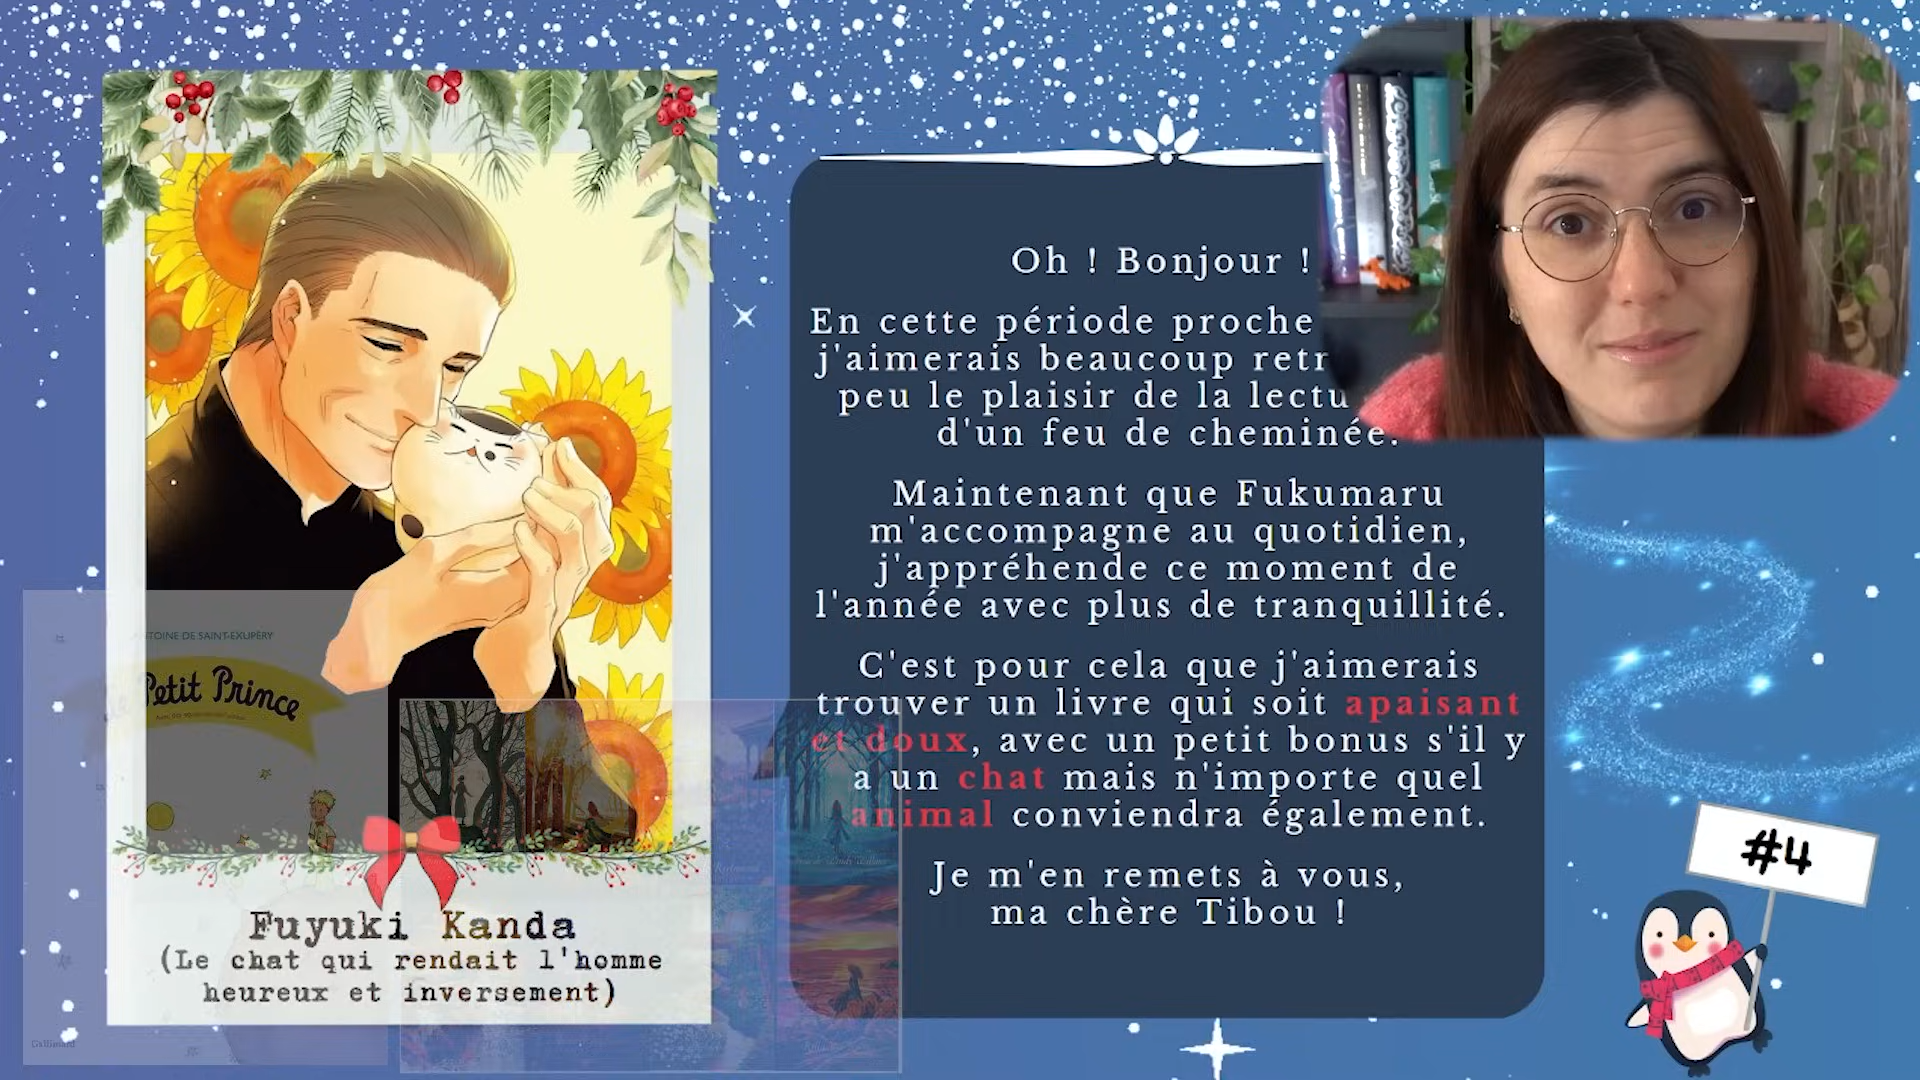 Oh ! Bonjour !
En cette période proche
j'aimerais beaucoup
peu le plaisir de la
d'un feu de cheminée.
Maintenant que Fukumaru
m'accompagne au quotidien,
j'appréhende ce moment de
l'année avec plus de tranquillité.
C'est pour cela que j'aimerais
trouver un livre qui soit apaisant
et doux, avec un petit bonus s'il y
a un chat mais n'importe quel
animal conviendra également.
Je m'en remets à vous,
ma chère Tibou !
Fuyuki Kanda
(Le chat qui rendait l'homme
heureux et inversement)
DE SAINT-EXUPÉRY
Petit Prince
Gallimard
#4